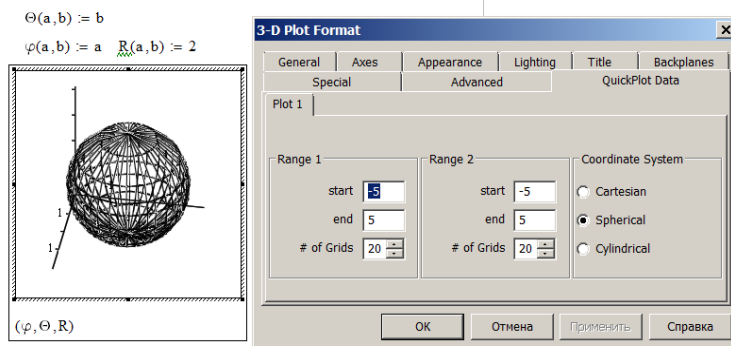 Θ(a,b) := b
φ(a,b) := a R(a,b) := 2
1
1
(φ,Θ,R)
3-D Plot Format
General Axes Appearance Lighting Title Backplanes
Special Advanced QuickPlot Data
Plot 1
Range 1 Range 2 Coordinate System
start -5 start -5 Cartesian
end 5 end 5 Spherical
# of Grids 20 # of Grids 20 Cylindrical
OK Отмена Применить Справка